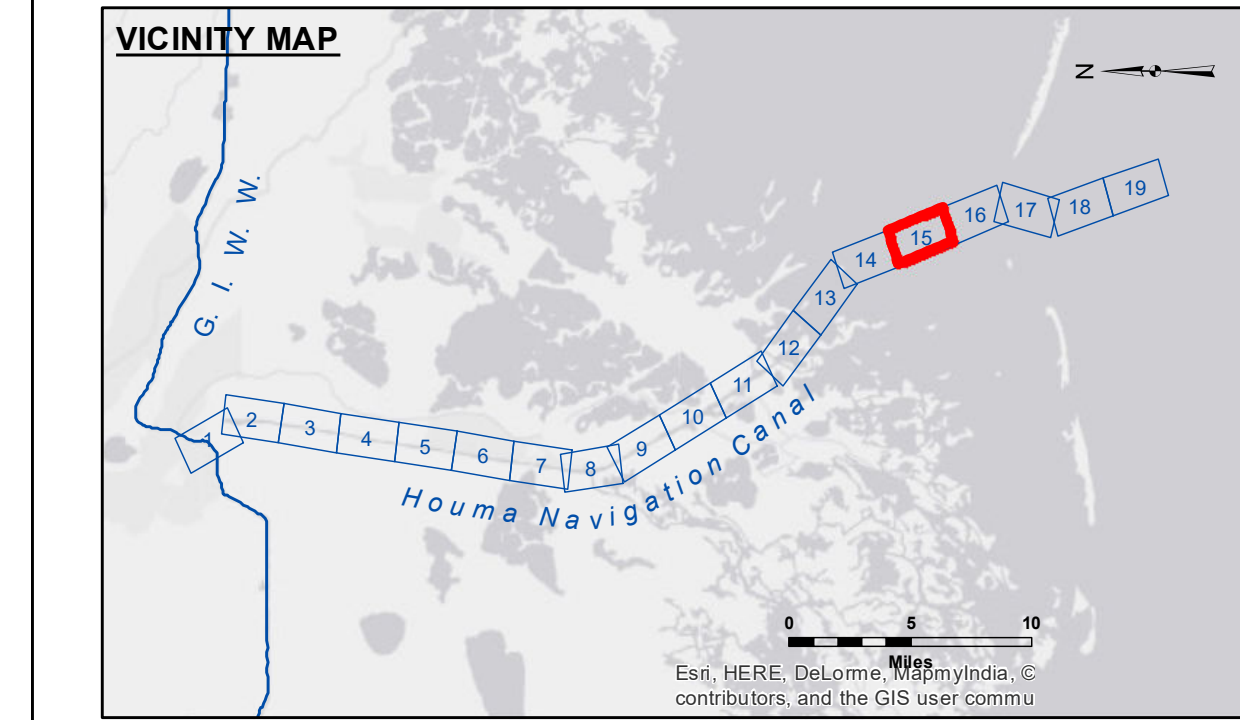 VICINITY MAP
N
G. I. W. W.
1
2
3
4
5
6
7
8
9
10
11
12
13
14
15
16
17
18
19
Houma Navigation Canal
0 5 10
Miles
Esri, HERE, DeLorme, MapmyIndia, ©
contributors, and the GIS user commu